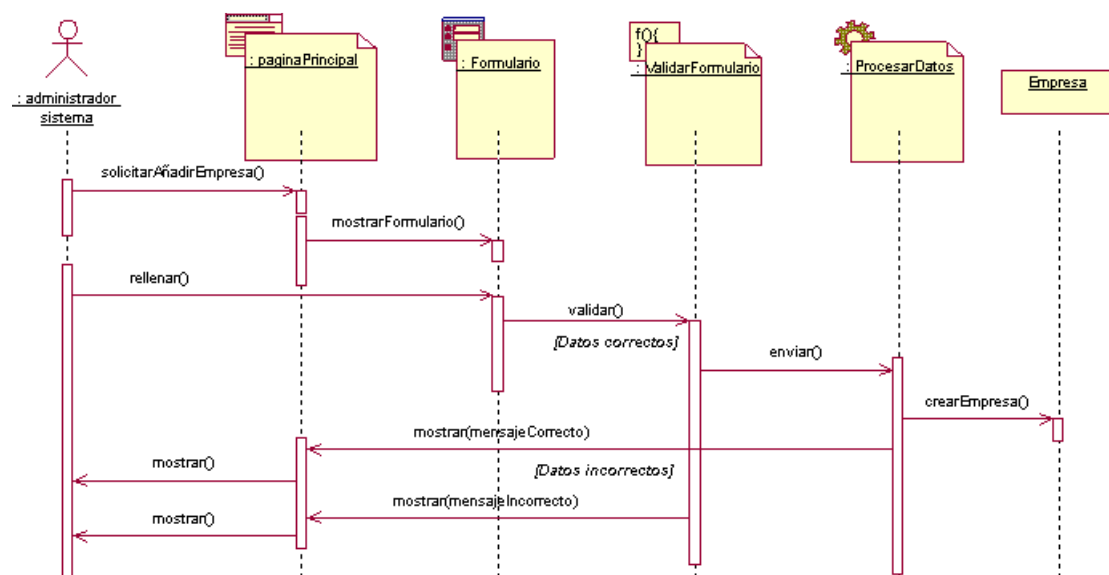 f(){
}
: paginaPrincipal
: Formulario
: ValidarFormulario
: ProcesarDatos
Empresa
: administrador
sistema
solicitarAñadirEmpresa()
mostrarFormulario()
rellenar()
validar()
[Datos correctos]
enviar()
crearEmpresa()
mostrar(mensajeCorrecto)
mostrar()
[Datos incorrectos]
mostrar(mensajeIncorrecto)
mostrar()